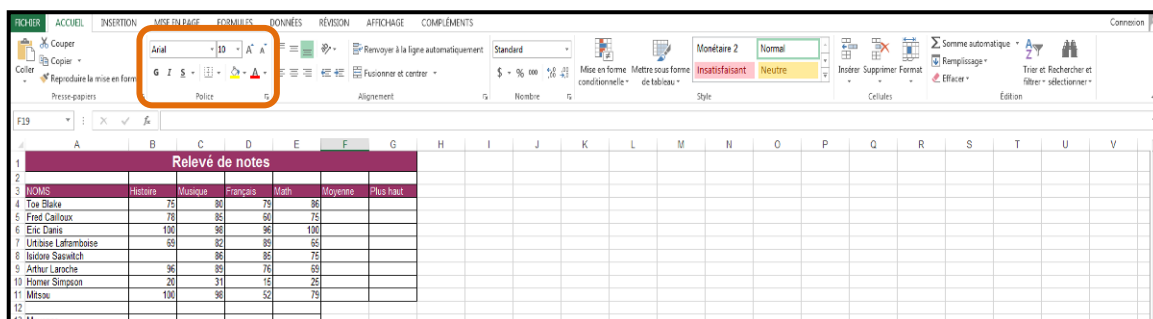 FICHIER ACCUEIL INSERTION MISE EN PAGE FORMULES DONNÉES RÉVISION AFFICHAGE COMPLÉMENTS Connexion
Couper
Copier
Reproduire la mise en form
Coller
Presse-papiers
Arial 10 A A
G I S A
Police
Renvoyer à la ligne automatiquement
Fusionner et centrer
Alignement
Standard
$ % 000
Nombre
Mise en forme conditionnelle
Mettre sous forme de tableau
Monétaire 2 Normal
Insatisfaisant Neutre
Style
Insérer Supprimer Format
Cellules
Somme automatique
Remplissage
Effacer
Trier et filtrer
Rechercher et sélectionner
Édition
F19 fx
A B C D E F G H I J K L M N O P Q R S T U V
1 Relevé de notes
2
3 NOMS Histoire Musique Français Math Moyenne Plus haut
4 Toe Blake 75 80 79 86
5 Fred Cailloux 78 85 60 75
6 Eric Danis 100 98 96 100
7 Urtibise Laframboise 69 82 89 65
8 Isidore Saswitch 86 85 75
9 Arthur Laroche 96 89 76 69
10 Homer Simpson 20 31 15 26
11 Mitsou 100 98 52 79
12